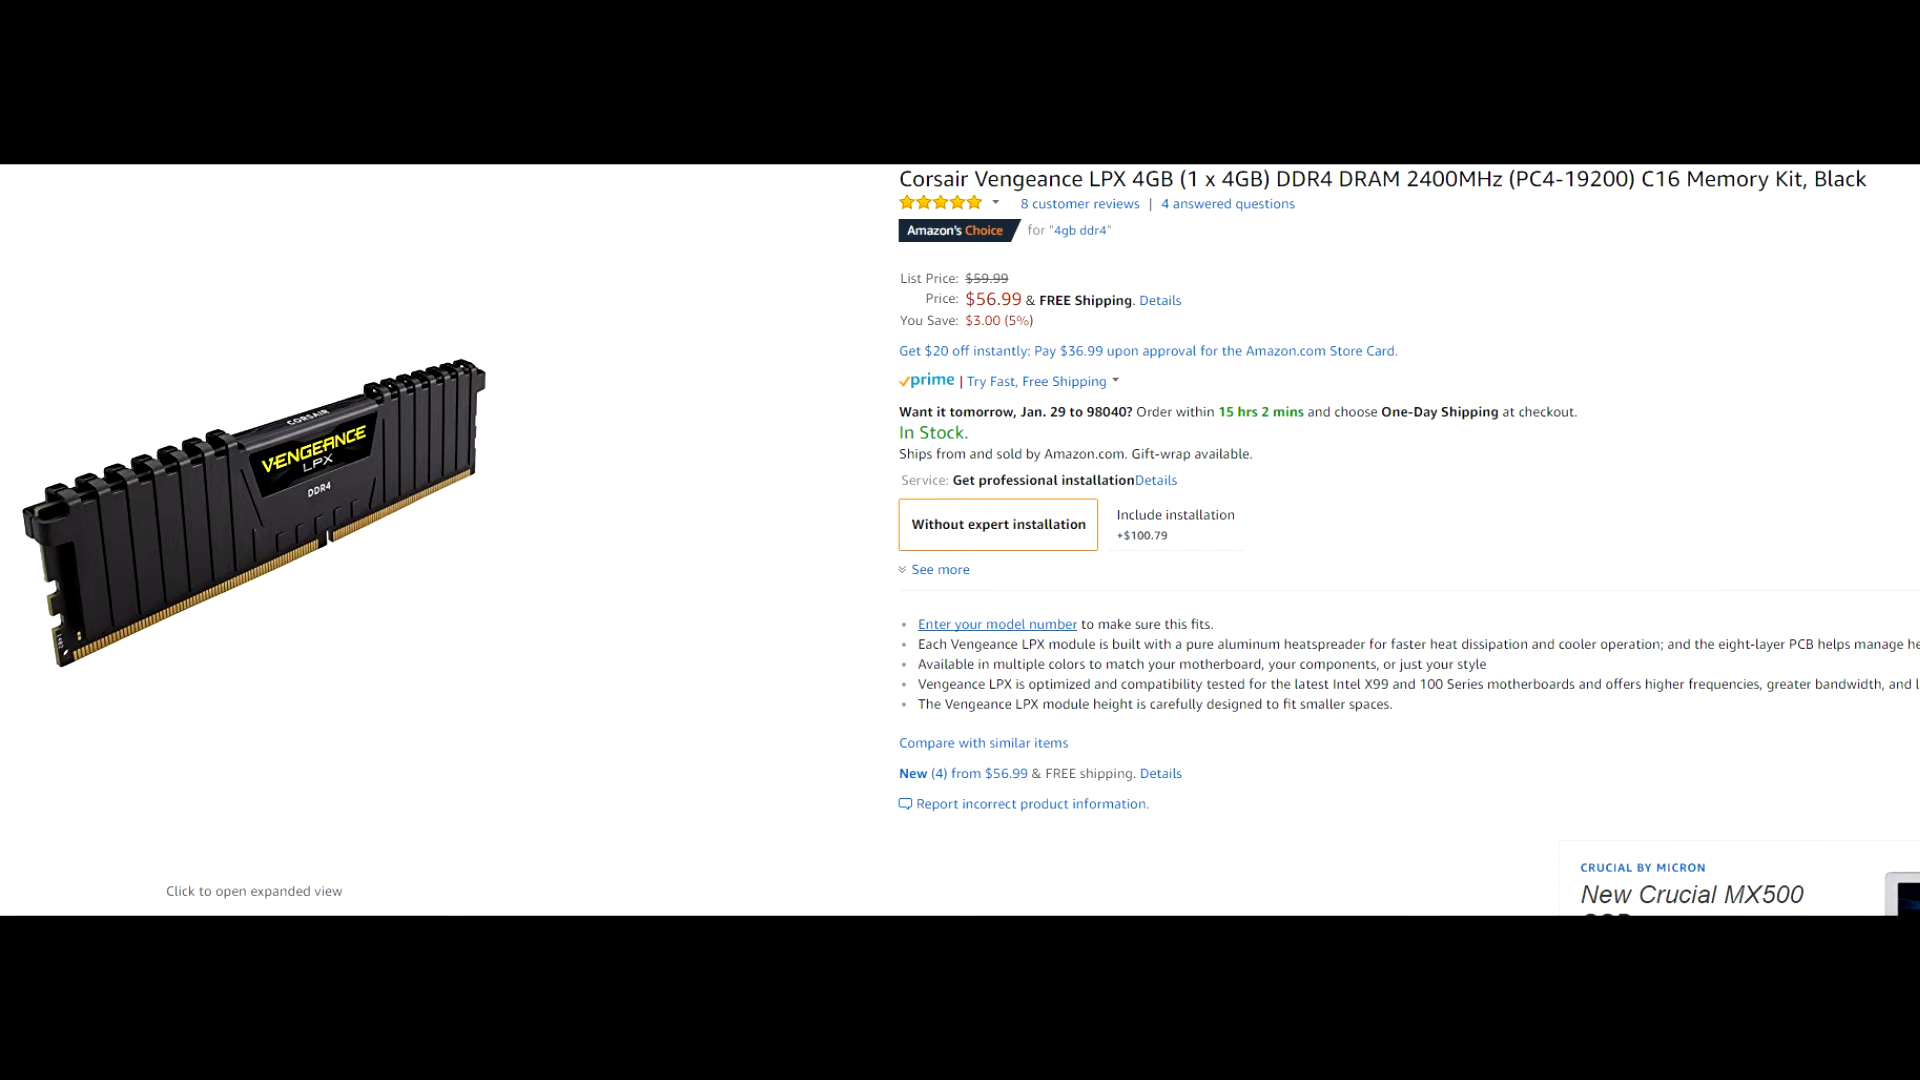 Corsair Vengeance LPX 4GB (1 x 4GB) DDR4 DRAM 2400MHz (PC4-19200) C16 Memory Kit, Black
8 customer reviews | 4 answered questions
Amazon's Choice for "4gb ddr4"
List Price: $59.99
Price: $56.99 & FREE Shipping. Details
You Save: $3.00 (5%)
Get $20 off instantly: Pay $36.99 upon approval for the Amazon.com Store Card.
prime | Try Fast, Free Shipping
Want it tomorrow, Jan. 29 to 98040? Order within 15 hrs 2 mins and choose One-Day Shipping at checkout.
In Stock.
Ships from and sold by Amazon.com. Gift-wrap available.
Service: Get professional installationDetails
Without expert installation
Include installation
+$100.79
See more
Enter your model number to make sure this fits.
Each Vengeance LPX module is built with a pure aluminum heatspreader for faster heat dissipation and cooler operation; and the eight-layer PCB helps manage he
Available in multiple colors to match your motherboard, your components, or just your style
Vengeance LPX is optimized and compatibility tested for the latest Intel X99 and 100 Series motherboards and offers higher frequencies, greater bandwidth, and l
The Vengeance LPX module height is carefully designed to fit smaller spaces.
Compare with similar items
New (4) from $56.99 & FREE shipping. Details
Report incorrect product information.
CORSAIR
VENGEANCE
LPX
DDR4
Click to open expanded view
CRUCIAL BY MICRON
New Crucial MX500